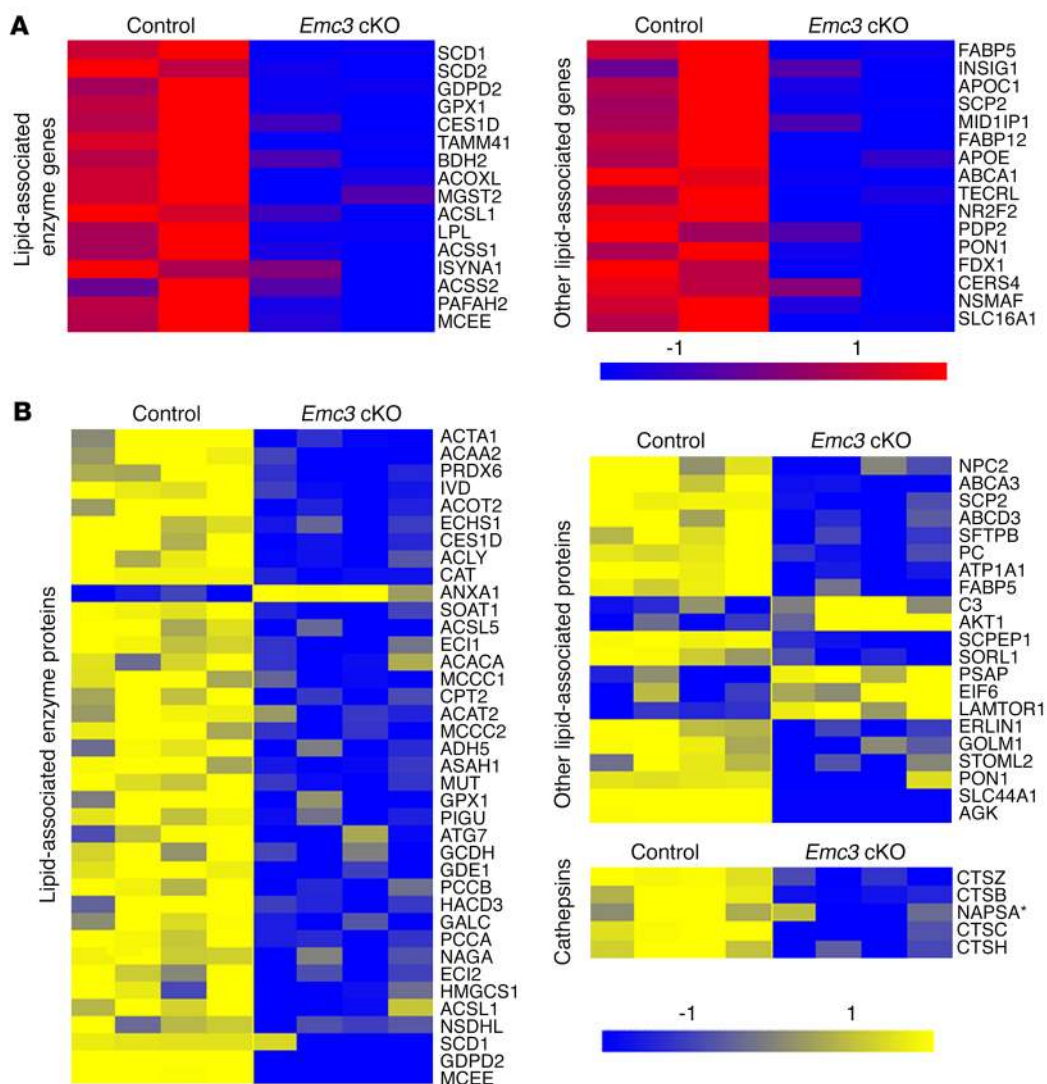 A
Control
Emc3 cKO
Lipid-associated
enzyme genes
SCD1
SCD2
GDPD2
GPX1
CES1D
TAMM41
BDH2
ACOXL
MGST2
ACSL1
LPL
ACSS1
ISYNA1
ACSS2
PAFAH2
MCEE
Control
Emc3 cKO
Other lipid-associated genes
FABP5
INSIG1
APOC1
SCP2
MID1IP1
FABP12
APOE
ABCA1
TECRL
NR2F2
PDP2
PON1
FDX1
CERS4
NSMAF
SLC16A1
-1 1
B
Control
Emc3 cKO
Lipid-associated enzyme proteins
ACTA1
ACAA2
PRDX6
IVD
ACOT2
ECHS1
CES1D
ACLY
CAT
ANXA1
SOAT1
ACSL5
ECI1
ACACA
MCCC1
CPT2
ACAT2
MCCC2
ADH5
ASAH1
MUT
GPX1
PIGU
ATG7
GCDH
GDE1
PCCB
HACD3
GALC
PCCA
NAGA
ECI2
HMGCS1
ACSL1
NSDHL
SCD1
GDPD2
MCEE
Control
Emc3 cKO
Other lipid-associated proteins
NPC2
ABCA3
SCP2
ABCD3
SFTPB
PC
ATP1A1
FABP5
C3
AKT1
SCPEP1
SORL1
PSAP
EIF6
LAMTOR1
ERLIN1
GOLM1
STOML2
PON1
SLC44A1
AGK
Control
Emc3 cKO
Cathepsins
CTSZ
CTSB
NAPSA*
CTSC
CTSH
-1 1